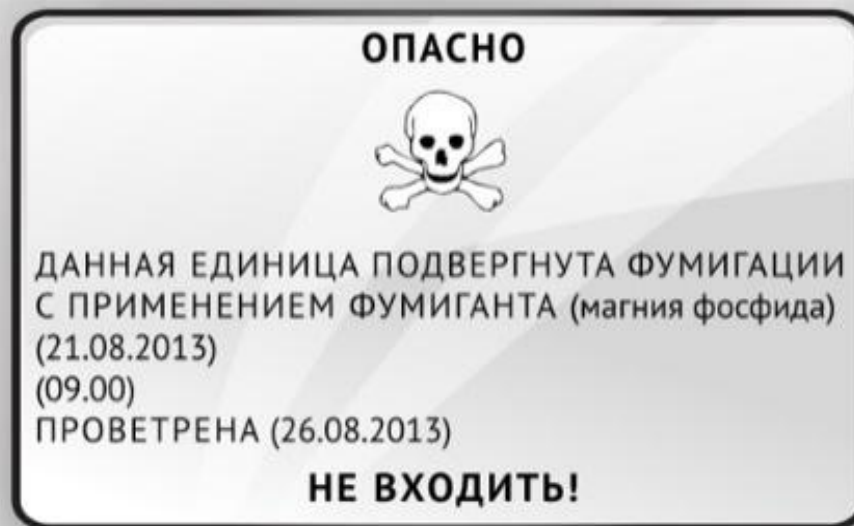 ОПАСНО
ДАННАЯ ЕДИНИЦА ПОДВЕРГНУТА ФУМИГАЦИИ
С ПРИМЕНЕНИЕМ ФУМИГАНТА (магния фосфида)
(21.08.2013)
(09.00)
ПРОВЕТРЕНА (26.08.2013)
НЕ ВХОДИТЬ!